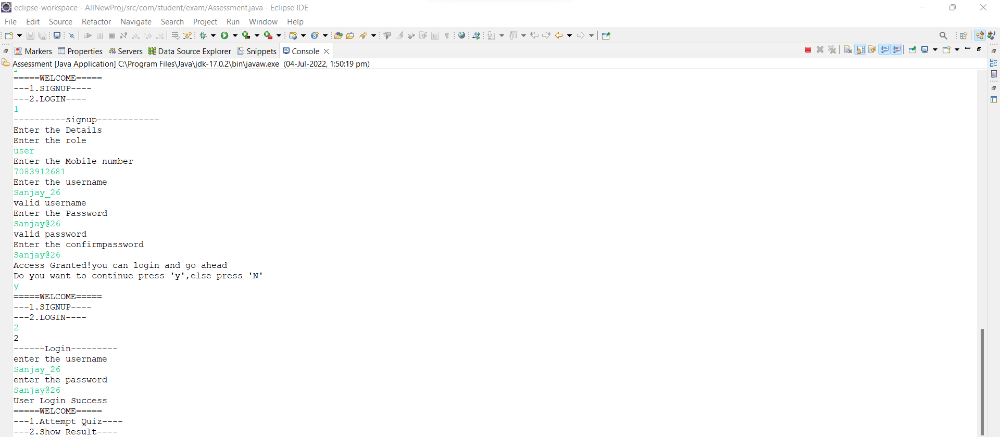 eclipse-workspace - AllNewProj/src/com/student/exam/Assessment.java - Eclipse IDE
File Edit Source Refactor Navigate Search Project Run Window Help
Markers Properties Servers Data Source Explorer Snippets Console
Assessment [Java Application] C:\Program Files\Java\jdk-17.0.2\bin\javaw.exe (04-Jul-2022, 1:50:19 pm)
=====WELCOME=====
---1.SIGNUP----
---2.LOGIN----
1
----------signup------------
Enter the Details
Enter the role
user
Enter the Mobile number
7083912681
Enter the username
Sanjay_26
valid username
Enter the Password
Sanjay@26
valid password
Enter the confirmpassword
Sanjay@26
Access Granted!you can login and go ahead
Do you want to continue press 'y',else press 'N'
y
=====WELCOME=====
---1.SIGNUP----
---2.LOGIN----
2
2
------Login---------
enter the username
Sanjay_26
enter the password
Sanjay@26
User Login Success
=====WELCOME=====
---1.Attempt Quiz----
---2.Show Result----